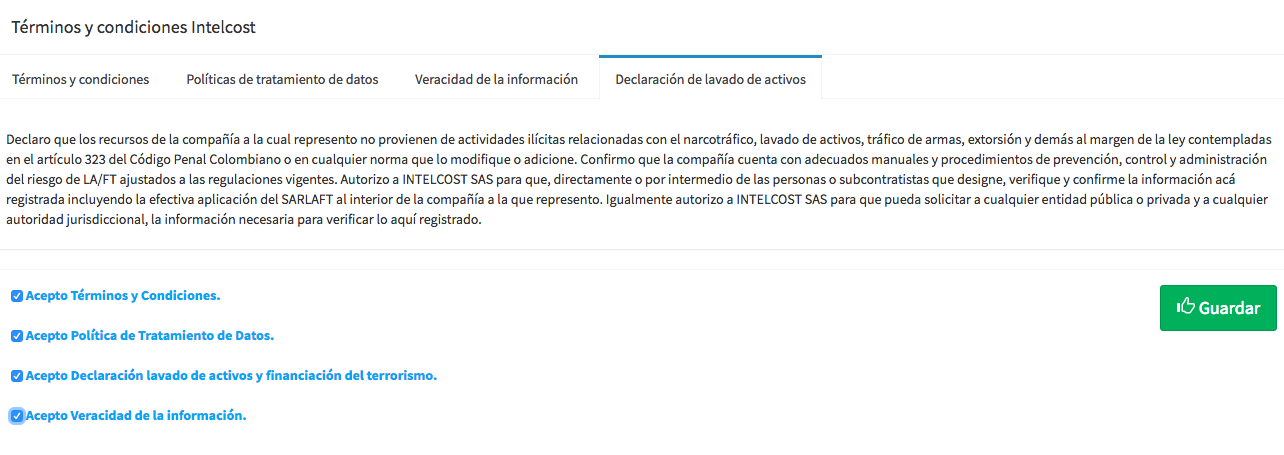 Términos y condiciones Intelcost
Términos y condiciones
Políticas de tratamiento de datos
Veracidad de la información
Declaración de lavado de activos
Declaro que los recursos de la compañía a la cual represento no provienen de actividades ilícitas relacionadas con el narcotráfico, lavado de activos, tráfico de armas, extorsión y demás al margen de la ley contempladas
en el artículo 323 del Código Penal Colombiano o en cualquier norma que lo modifique o adicione. Confirmo que la compañía cuenta con adecuados manuales y procedimientos de prevención, control y administración
del riesgo de LA/FT ajustados a las regulaciones vigentes. Autorizo a INTELCOST SAS para que, directamente o por intermedio de las personas o subcontratistas que designe, verifique y confirme la información acá
registrada incluyendo la efectiva aplicación del SARLAFT al interior de la compañía a la que represento. Igualmente autorizo a INTELCOST SAS para que pueda solicitar a cualquier entidad pública o privada y a cualquier
autoridad jurisdiccional, la información necesaria para verificar lo aquí registrado.
Acepto Términos y Condiciones.
Guardar
Acepto Política de Tratamiento de Datos.
Acepto Declaración lavado de activos y financiación del terrorismo.
Acepto Veracidad de la información.